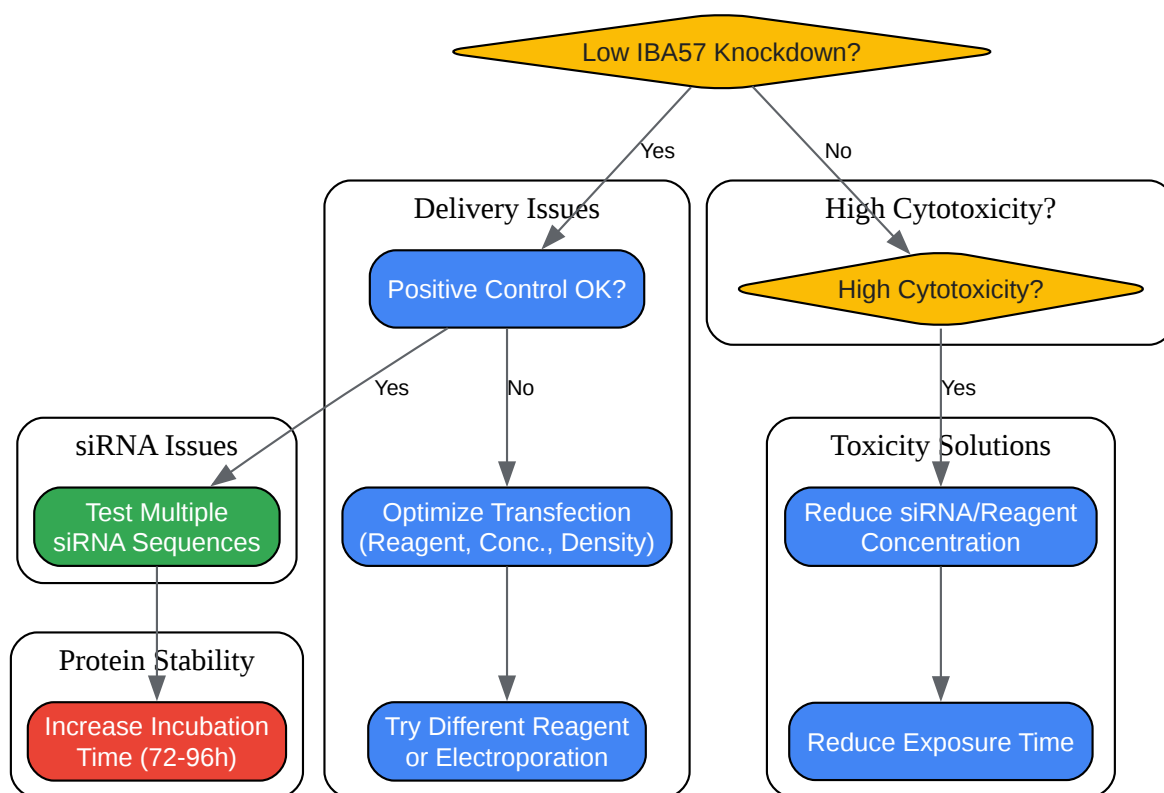 Low IBA57 Knockdown?
Yes
No
Delivery Issues
High Cytotoxicity?
Positive Control OK?
High Cytotoxicity?
Yes
No
Yes
siRNA Issues
Toxicity Solutions
Test Multiple
siRNA Sequences
Optimize Transfection
(Reagent, Conc., Density)
Reduce siRNA/Reagent
Concentration
Protein Stability
Increase Incubation
Time (72-96h)
Try Different Reagent
or Electroporation
Reduce Exposure Time